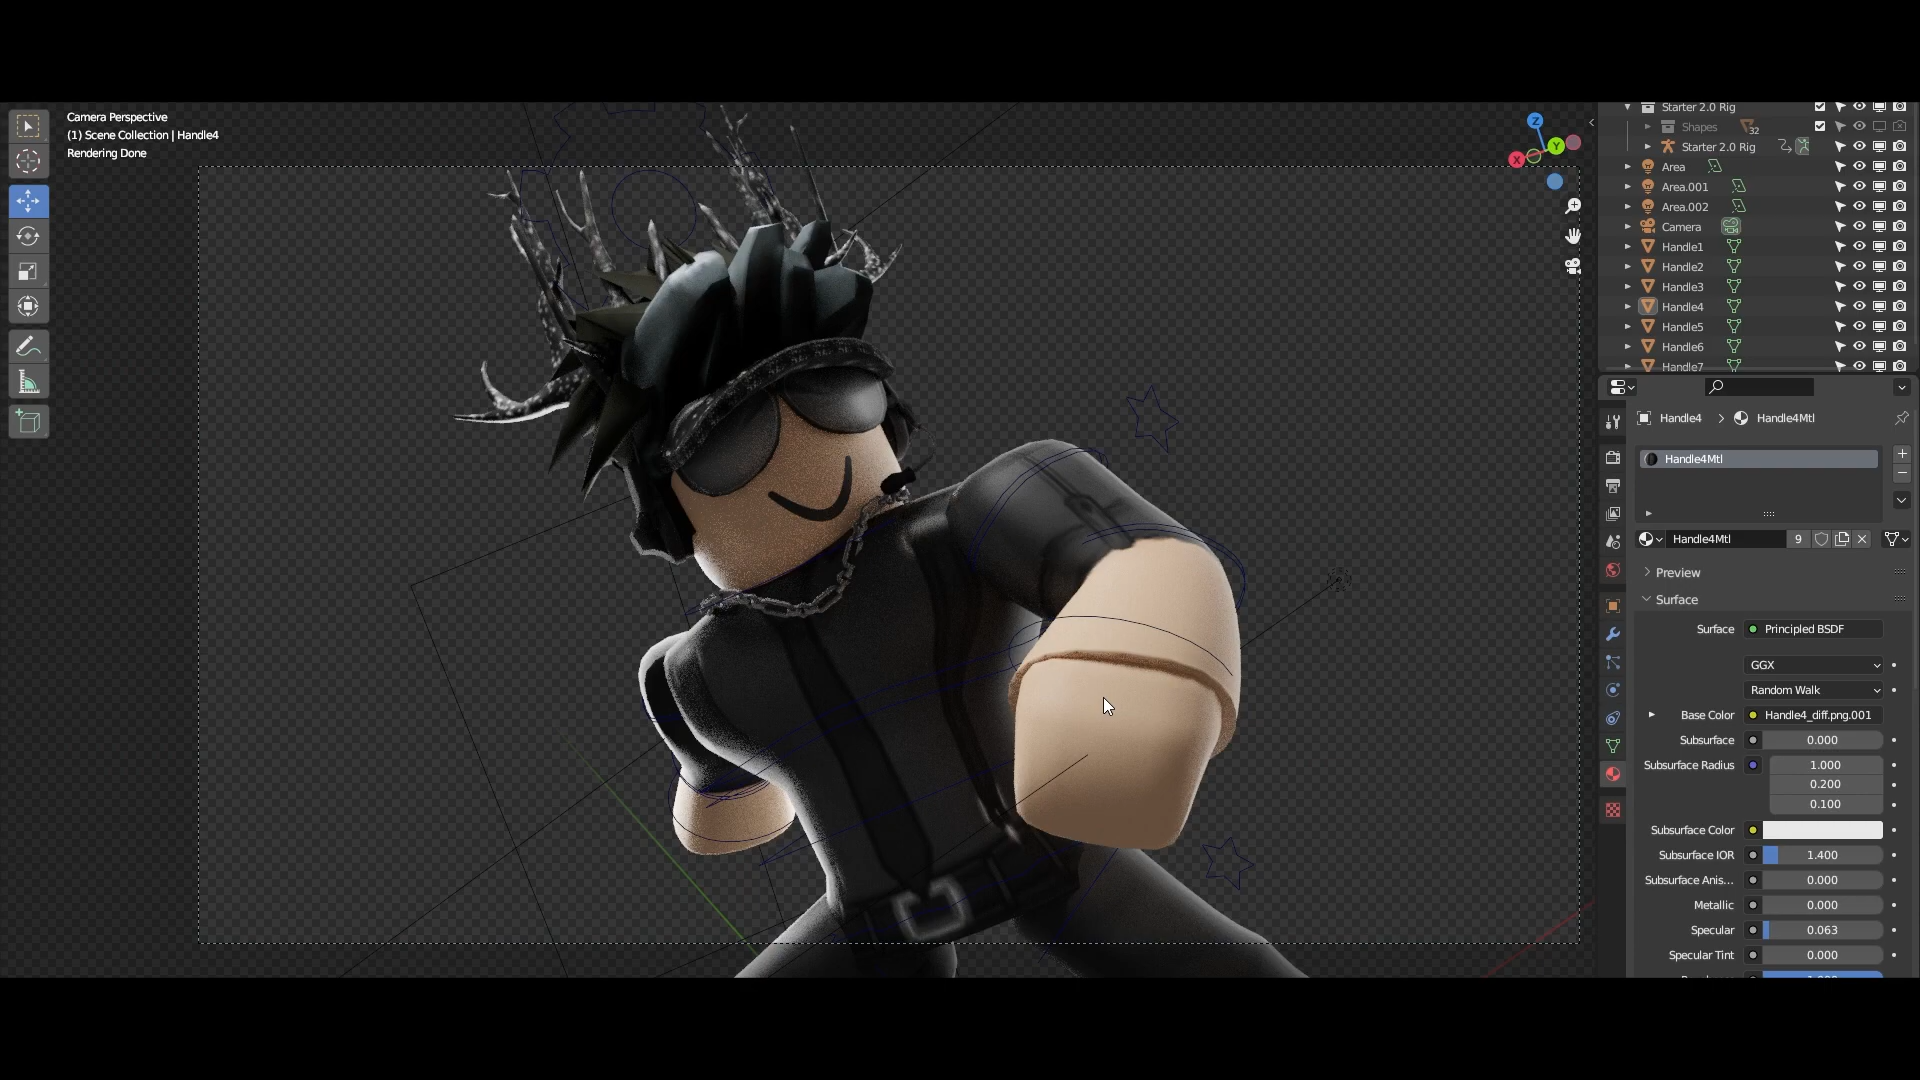 Camera Perspective
(1) Scene Collection | Handle4
Rendering Done
Z
Y
X
Starter 2.0 Rig
Shapes
32
Starter 2.0 Rig
Area
Area.001
Area.002
Camera
Handle1
Handle2
Handle3
Handle4
Handle5
Handle6
Handle7
Handle4 > Handle4Mtl
Handle4Mtl
Handle4Mtl 9
Preview
Surface
Surface Principled BSDF
GGX
Random Walk
Base Color Handle4_diff.png.001
Subsurface 0.000
Subsurface Radius 1.000
0.200
0.100
Subsurface Color
Subsurface IOR 1.400
Subsurface Anis... 0.000
Metallic 0.000
Specular 0.063
Specular Tint 0.000